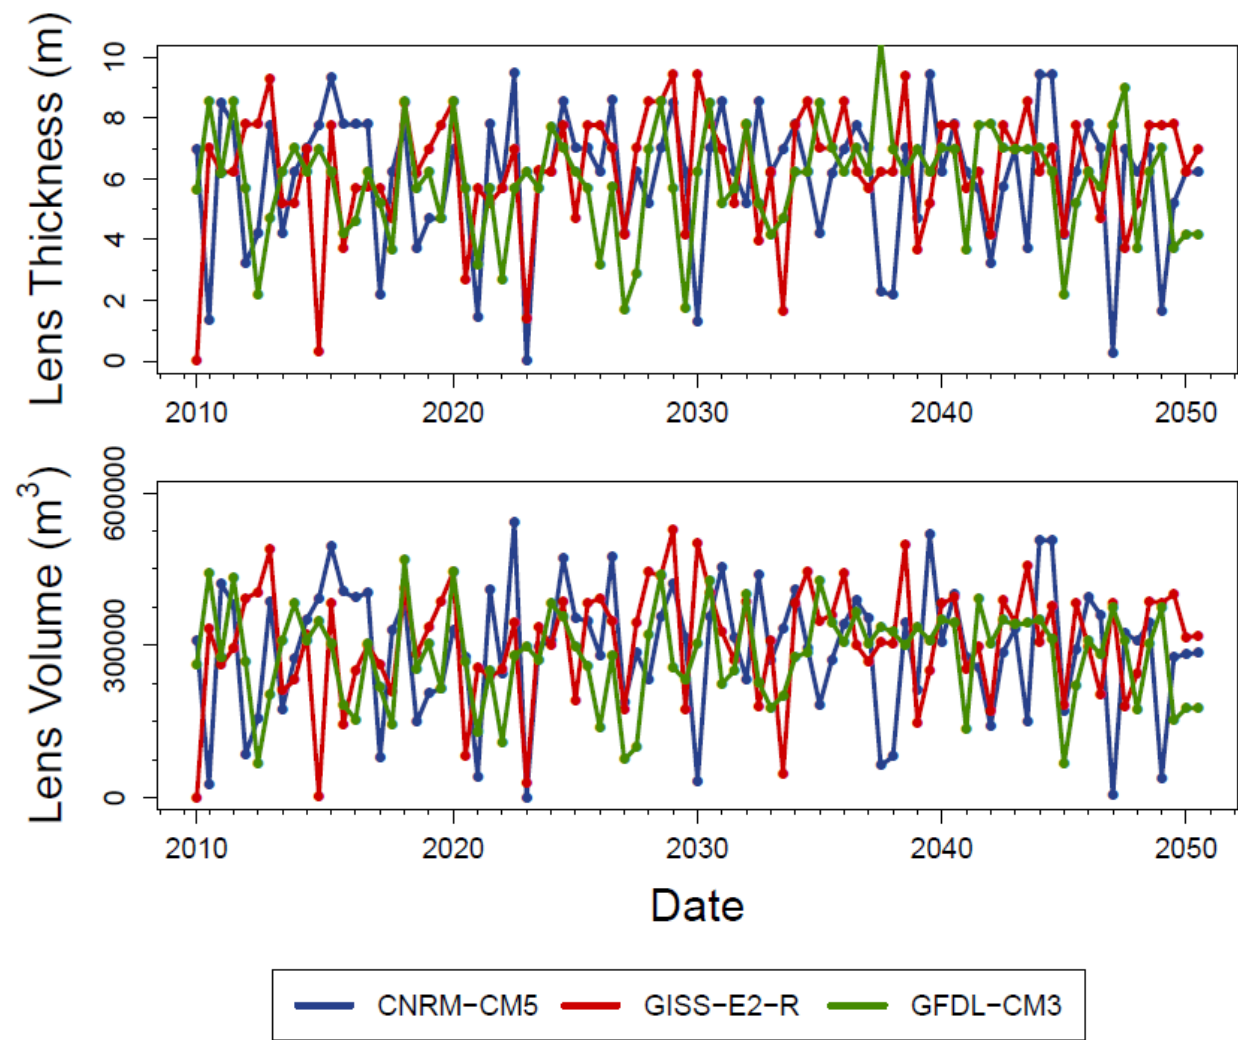 Lens Thickness (m)
10
8
6
4
2
0
2010 2020 2030 2040 2050
Lens Volume (m³)
600000
300000
0
2010 2020 2030 2040 2050
Date
CNRM−CM5 GISS−E2−R GFDL−CM3